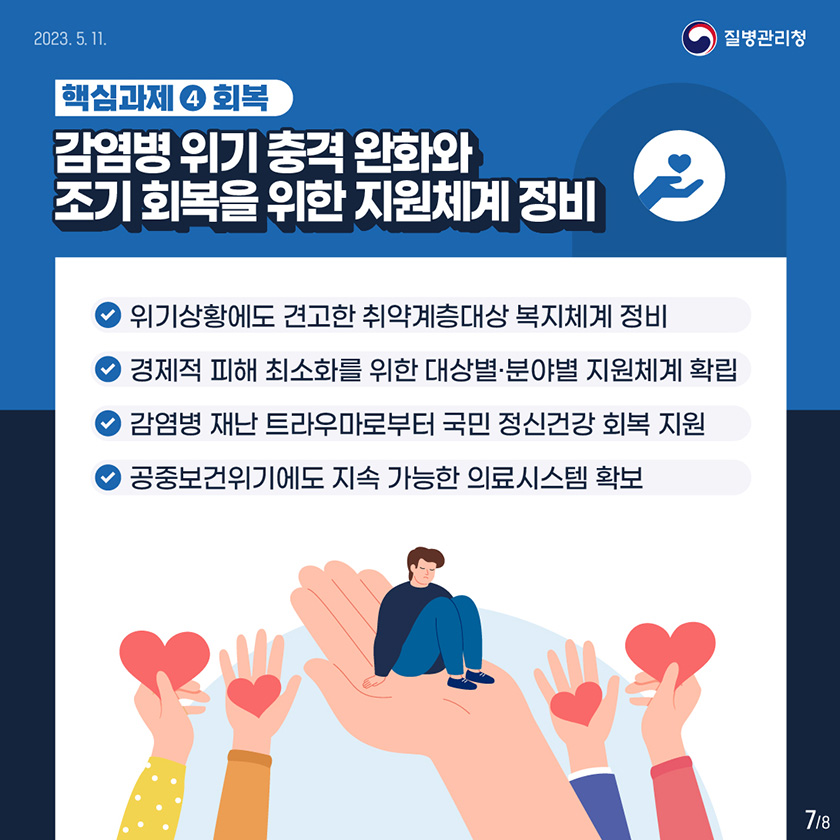 2023. 5. 11.
질병관리청
핵심과제 4 회복
감염병 위기 충격 완화와
조기 회복을 위한 지원체계 정비
위기상황에도 견고한 취약계층대상 복지체계 정비
경제적 피해 최소화를 위한 대상별·분야별 지원체계 확립
감염병 재난 트라우마로부터 국민 정신건강 회복 지원
공중보건위기에도 지속 가능한 의료시스템 확보
7/8